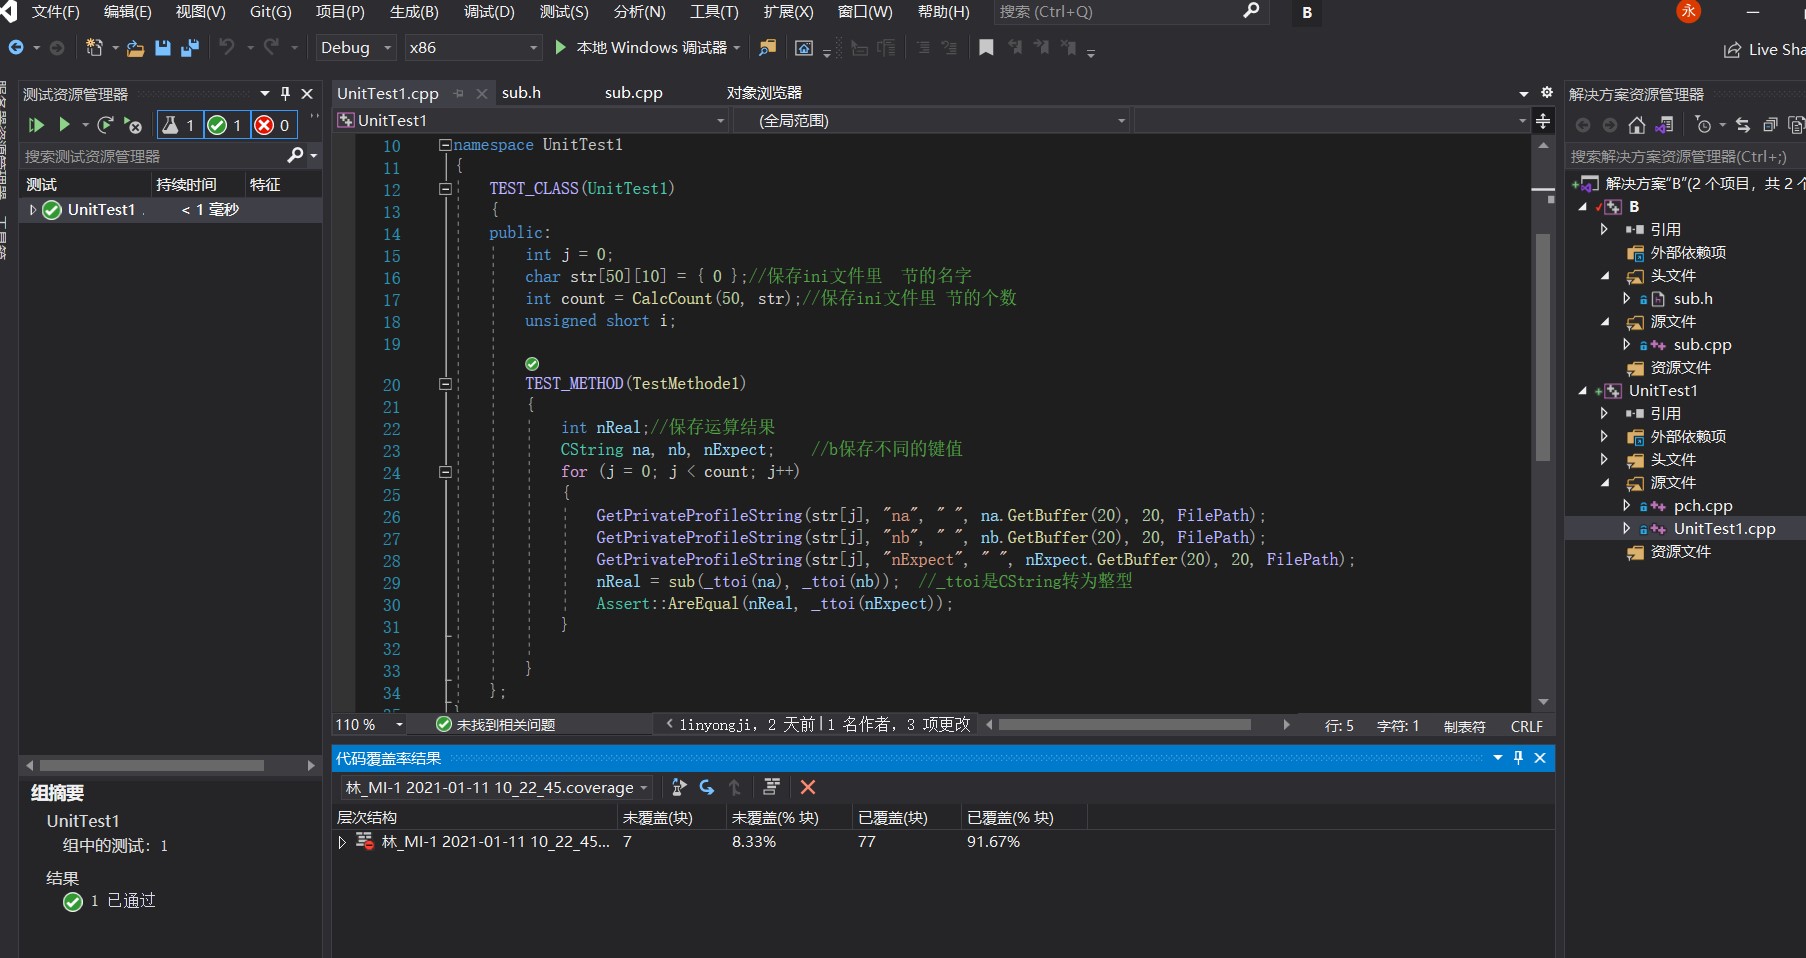 文件(F) 编辑(E) 视图(V) Git(G) 项目(P) 生成(B) 调试(D) 测试(S) 分析(N) 工具(T) 扩展(X) 窗口(W) 帮助(H) 搜索 (Ctrl+Q) B 永
Debug x86 本地 Windows 调试器 Live Sha
测试资源管理器
1 1 0
搜索测试资源管理器
测试 持续时间 特征
UnitTest1 . < 1 毫秒
组摘要
UnitTest1
组中的测试: 1
结果
1 已通过
UnitTest1.cpp sub.h sub.cpp 对象浏览器
UnitTest1 (全局范围)
10 namespace UnitTest1
11 {
12 TEST_CLASS(UnitTest1)
13 {
14 public:
15 int j = 0;
16 char str[50][10] = { 0 };//保存ini文件里 节的名字
17 int count = CalcCount(50, str);//保存ini文件里 节的个数
18 unsigned short i;
19
20 TEST_METHOD(TestMethode1)
21 {
22 int nReal;//保存运算结果
23 CString na, nb, nExpect; //b保存不同的键值
24 for (j = 0; j < count; j++)
25 {
26 GetPrivateProfileString(str[j], "na", " ", na.GetBuffer(20), 20, FilePath);
27 GetPrivateProfileString(str[j], "nb", " ", nb.GetBuffer(20), 20, FilePath);
28 GetPrivateProfileString(str[j], "nExpect", " ", nExpect.GetBuffer(20), 20, FilePath);
29 nReal = sub(_ttoi(na), _ttoi(nb)); //_ttoi是CString转为整型
30 Assert::AreEqual(nReal, _ttoi(nExpect));
31 }
32
33 }
34 };
110 % 未找到相关问题 linyongji，2 天前|1 名作者，3 项更改 行: 5 字符: 1 制表符 CRLF
代码覆盖率结果
林_MI-1 2021-01-11 10_22_45.coverage
层次结构 未覆盖(块) 未覆盖(% 块) 已覆盖(块) 已覆盖(% 块)
林_MI-1 2021-01-11 10_22_45... 7 8.33% 77 91.67%
解决方案资源管理器
搜索解决方案资源管理器(Ctrl+;)
解决方案"B"(2 个项目，共 2 个
B
引用
外部依赖项
头文件
sub.h
源文件
sub.cpp
资源文件
UnitTest1
引用
外部依赖项
头文件
源文件
pch.cpp
UnitTest1.cpp
资源文件